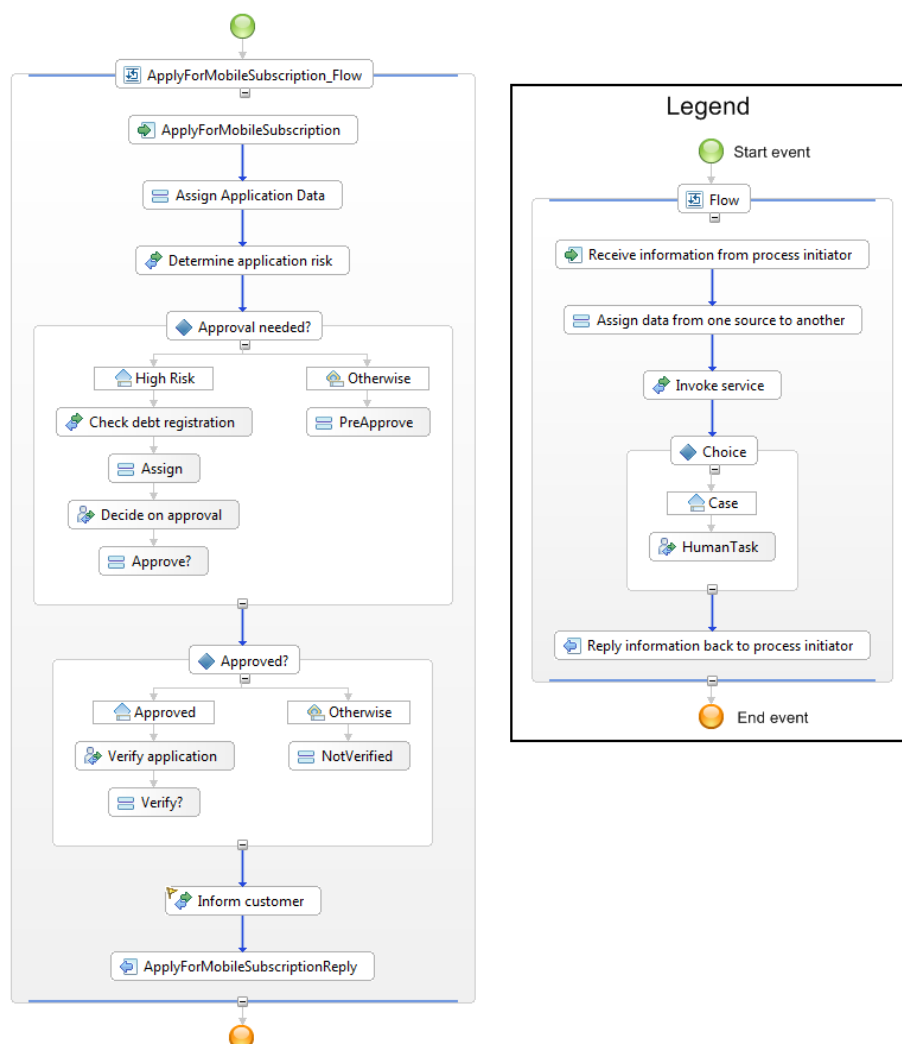 ApplyForMobileSubscription_Flow
ApplyForMobileSubscription
Assign Application Data
Determine application risk
Approval needed?
High Risk
Otherwise
Check debt registration
PreApprove
Assign
Decide on approval
Approve?
Approved?
Approved
Otherwise
Verify application
NotVerified
Verify?
Inform customer
ApplyForMobileSubscriptionReply
Legend
Start event
Flow
Receive information from process initiator
Assign data from one source to another
Invoke service
Choice
Case
HumanTask
Reply information back to process initiator
End event